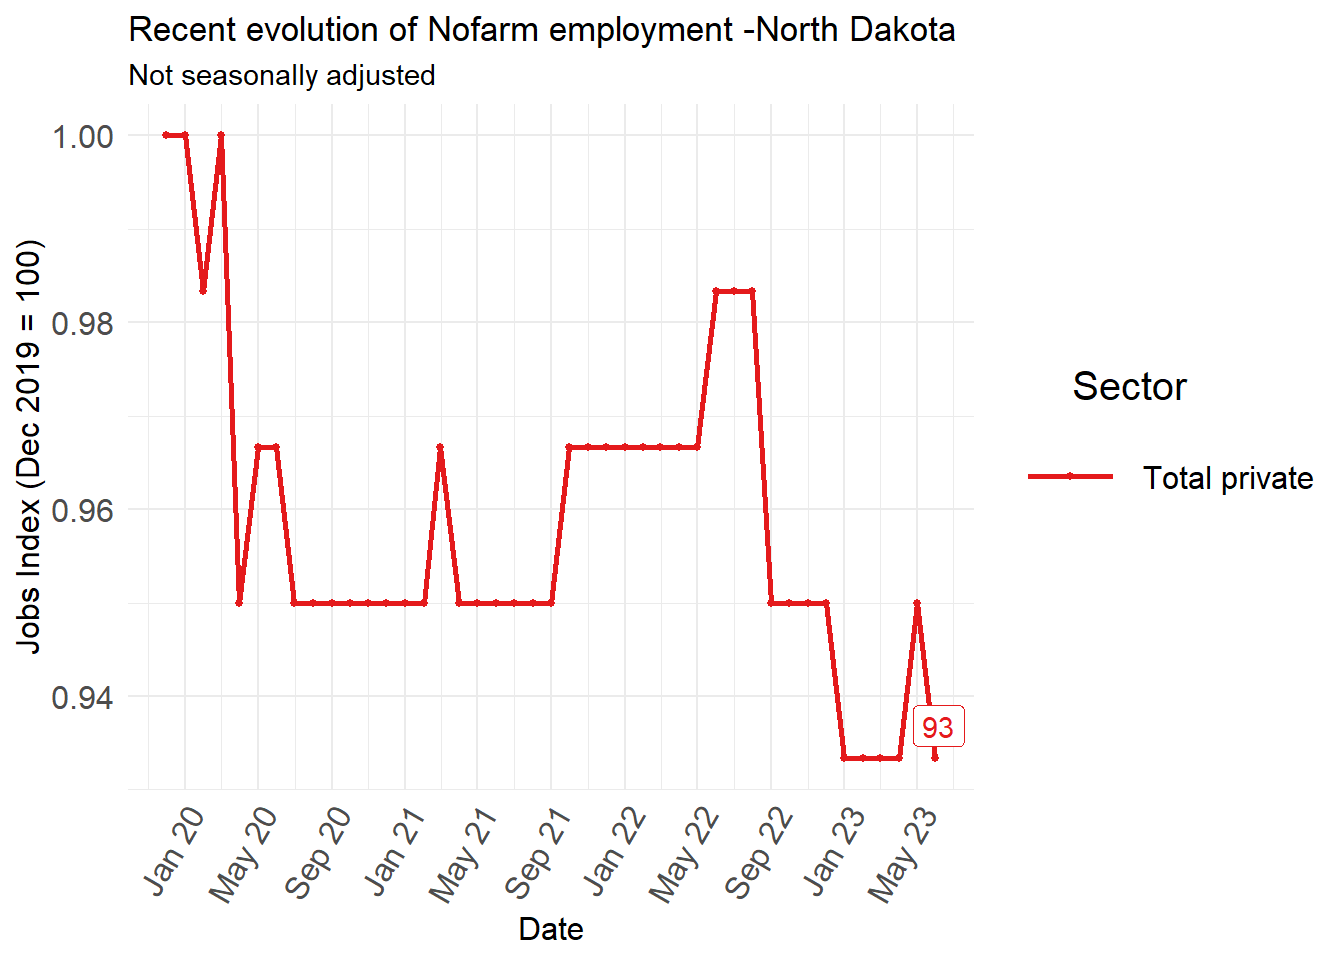 Recent evolution of Nofarm employment -North Dakota
Not seasonally adjusted
Jobs Index (Dec 2019 = 100)
1.00
0.98
0.96
0.94
93
Jan 20
May 20
Sep 20
Jan 21
May 21
Sep 21
Jan 22
May 22
Sep 22
Jan 23
May 23
Date
Sector
Total private